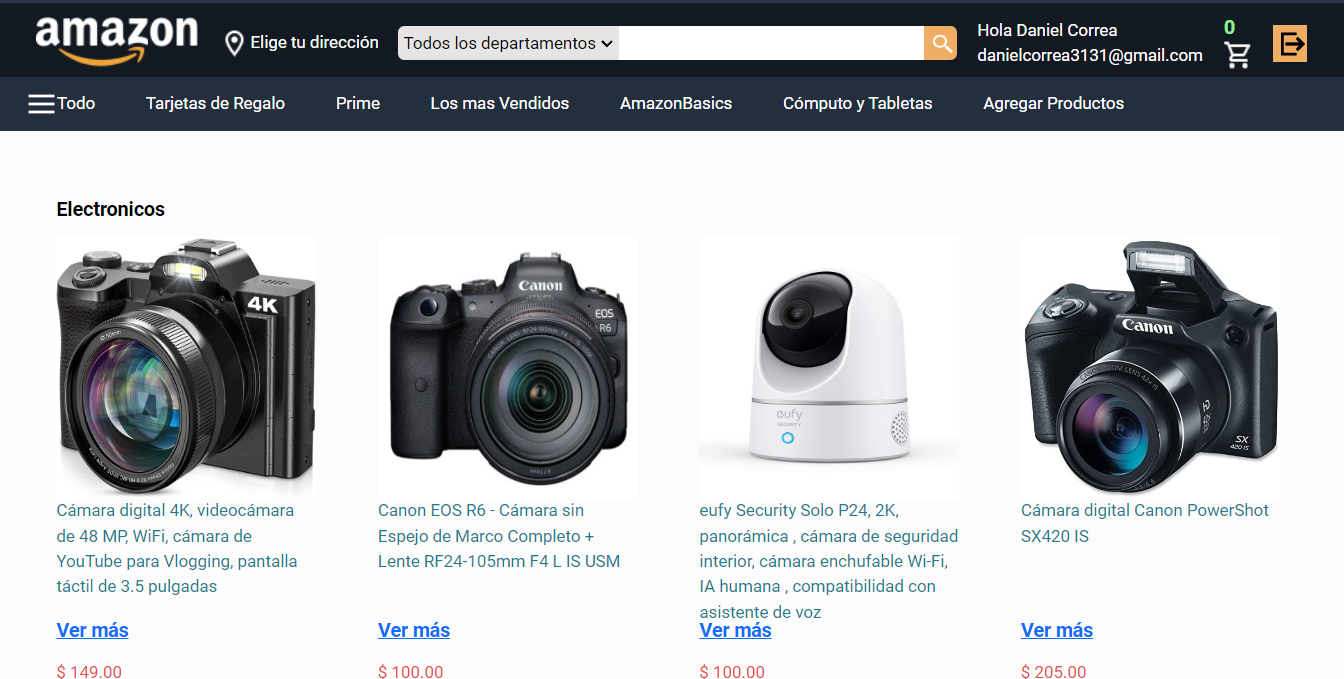 amazon
Elige tu dirección
Todos los departamentos
Hola Daniel Correa
danielcorrea3131@gmail.com
0
Todo
Tarjetas de Regalo
Prime
Los mas Vendidos
AmazonBasics
Cómputo y Tabletas
Agregar Productos
Electronicos
4K
Canon
EOS
R6
eufy
SECURITY
Canon
SX
420 IS
Cámara digital 4K, videocámara
de 48 MP, WiFi, cámara de
YouTube para Vlogging, pantalla
táctil de 3.5 pulgadas
Ver más
$ 149.00
Canon EOS R6 - Cámara sin
Espejo de Marco Completo +
Lente RF24-105mm F4 L IS USM
Ver más
$ 100.00
eufy Security Solo P24, 2K,
panorámica , cámara de seguridad
interior, cámara enchufable Wi-Fi,
IA humana , compatibilidad con
asistente de voz
Ver más
$ 100.00
Cámara digital Canon PowerShot
SX420 IS
Ver más
$ 205.00